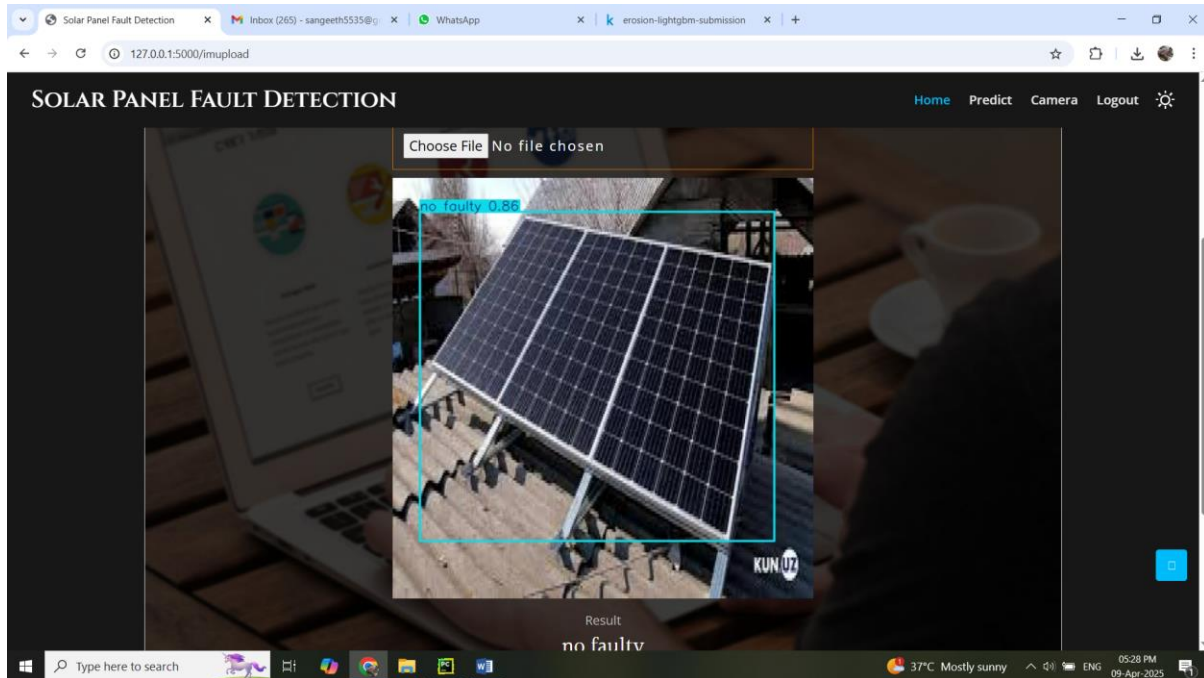 Solar Panel Fault Detection
Inbox (265) - sangeeth5535@g
WhatsApp
erosion-lightgbm-submission
127.0.0.1:5000/imupload
SOLAR PANEL FAULT DETECTION
Home Predict Camera Logout
Choose File No file chosen
no faulty 0.86
KUN.UZ
Result
no faulty
Type here to search
37°C Mostly sunny
ENG
05:28 PM
09-Apr-2025